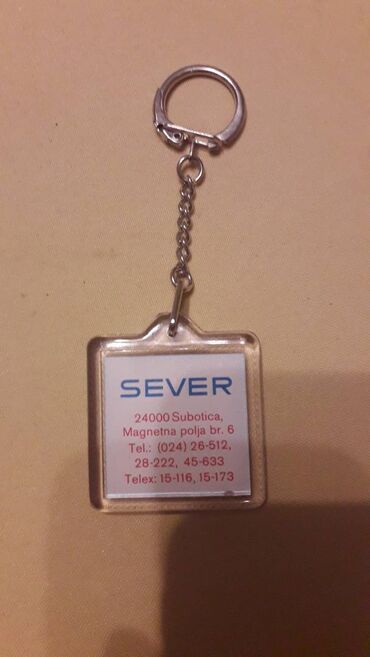 SEVER
24000 Subotica,
Magnetna polja br. 6
Tel.: (024) 26-512,
28-222, 45-633
Telex: 15-116, 15-173